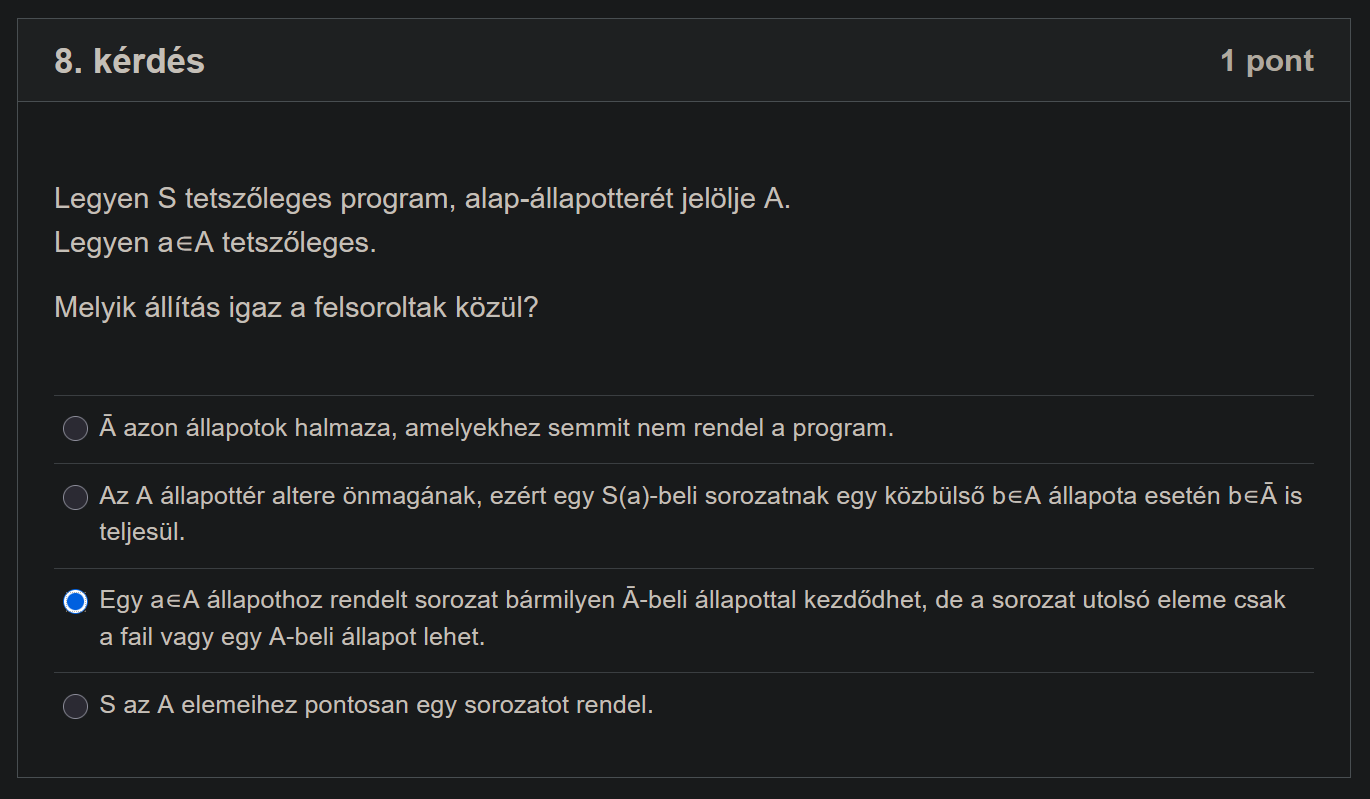 8. kérdés
1 pont
Legyen S tetszőleges program, alap-állapotterét jelölje A.
Legyen a∈A tetszőleges.
Melyik állítás igaz a felsoroltak közül?
Ā azon állapotok halmaza, amelyekhez semmit nem rendel a program.
Az A állapottér altere önmagának, ezért egy S(a)-beli sorozatnak egy közbülső b∈A állapota esetén b∈Ā is
teljesül.
Egy a∈A állapothoz rendelt sorozat bármilyen Ā-beli állapottal kezdődhet, de a sorozat utolsó eleme csak
a fail vagy egy A-beli állapot lehet.
S az A elemeihez pontosan egy sorozatot rendel.